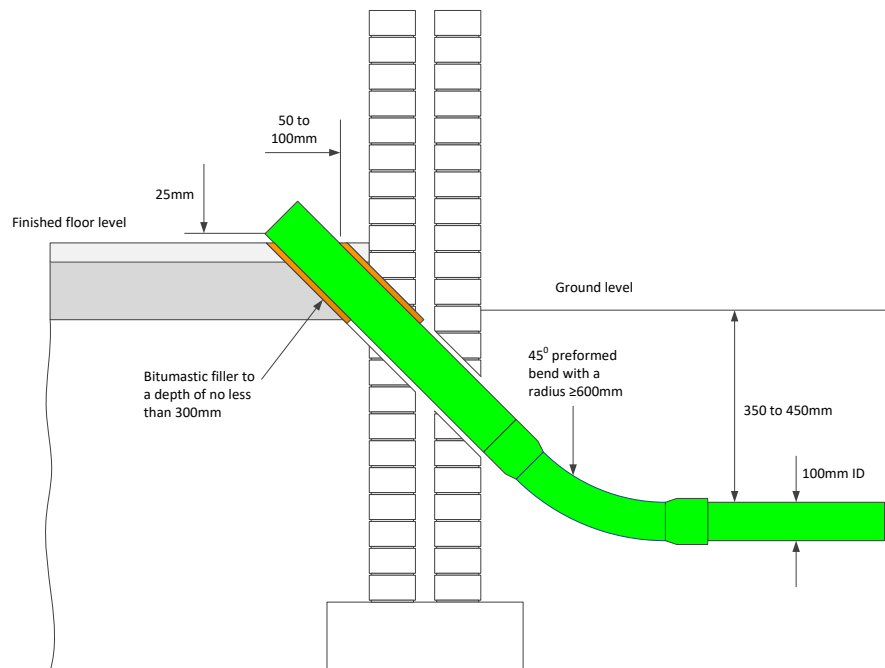 50 to
100mm
25mm
Finished floor level
Ground level
45⁰ preformed
bend with a
radius ≥600mm
Bitumastic filler to
a depth of no less
than 300mm
350 to 450mm
100mm ID